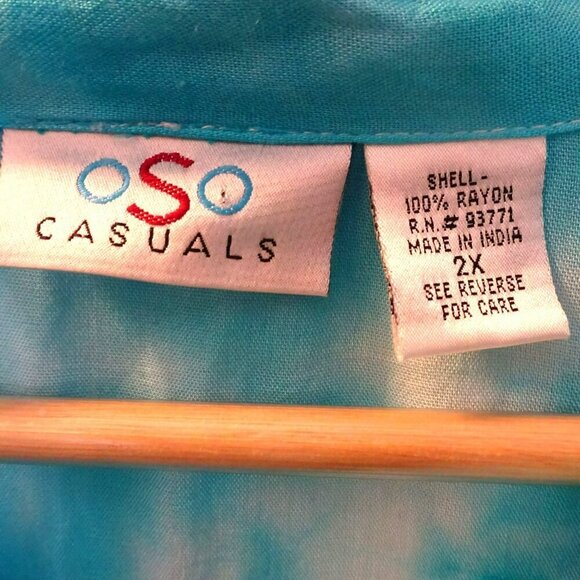 oSo
CASUALS
SHELL -
100% RAYON
R.N.# 93771
MADE IN INDIA
2X
SEE REVERSE
FOR CARE